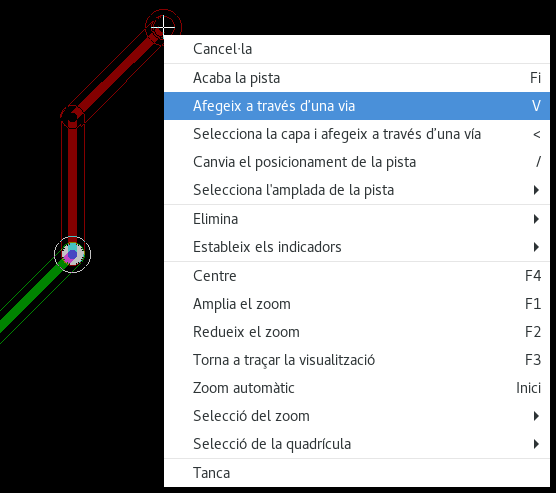 Cancel·la
Acaba la pista Fi
Afegeix a través d'una via V
Selecciona la capa i afegeix a través d'una vía <
Canvia el posicionament de la pista /
Selecciona l'amplada de la pista
Elimina
Estableix els indicadors
Centre F4
Amplia el zoom F1
Redueix el zoom F2
Torna a traçar la visualització F3
Zoom automàtic Inici
Selecció del zoom
Selecció de la quadrícula
Tanca